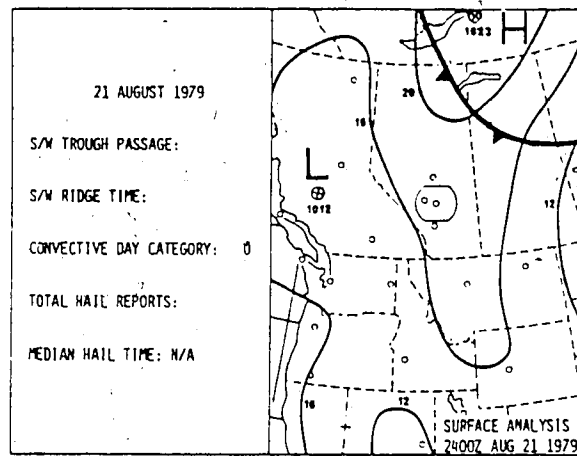 21 AUGUST 1979
S/W TROUGH PASSAGE:
S/W RIDGE TIME:
CONVECTIVE DAY CATEGORY: 0
TOTAL HAIL REPORTS:
MEDIAN HAIL TIME: N/A
1023
H
20
16
L
1012
12
16
12
SURFACE ANALYSIS
2400Z AUG 21 1979